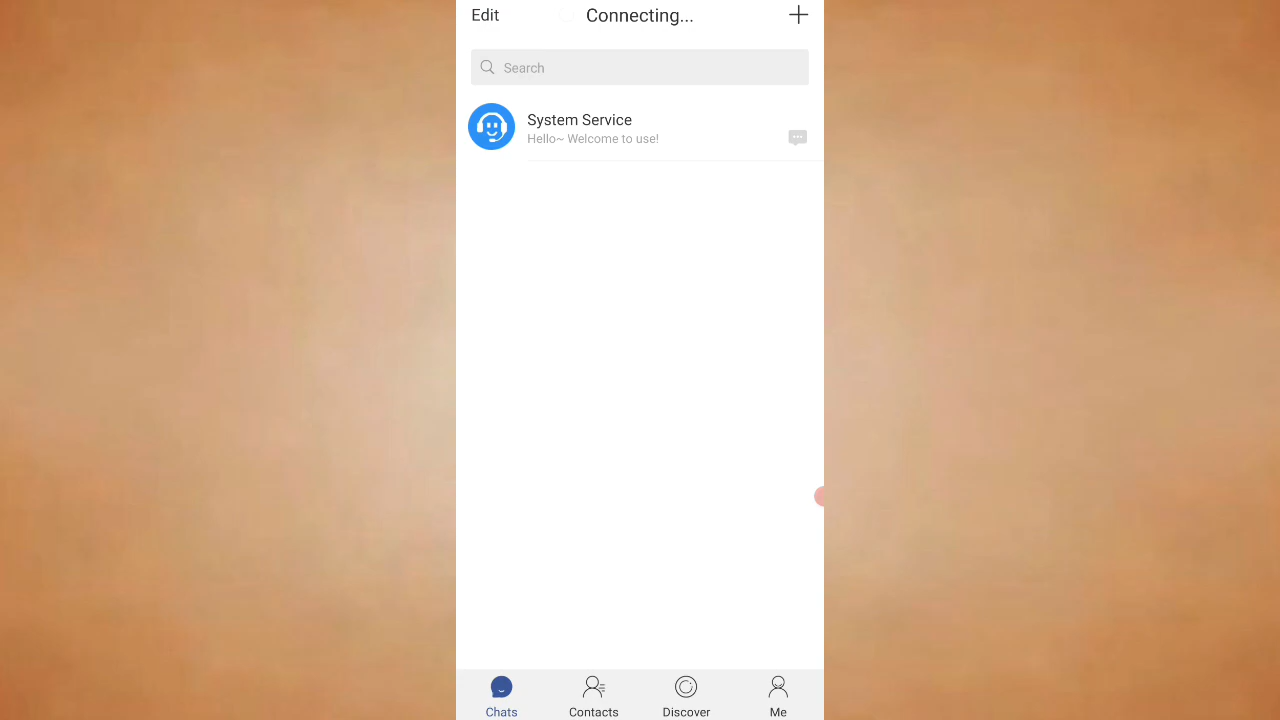 Edit
Connecting...
Search
System Service
Hello~ Welcome to use!
Chats
Contacts
Discover
Me